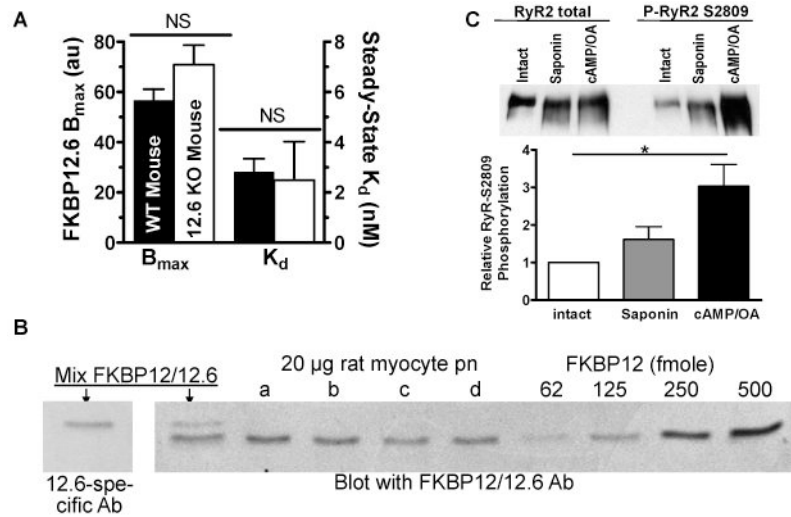 A
NS
NS
FKBP12.6 Bmax (au)
80
60
40
20
0
WT Mouse
12.6 KO Mouse
Bmax
Kd
8
6
4
2
0
Steady-State Kd (nM)
C
RyR2 total
P-RyR2 S2809
Intact
Saponin
cAMP/OA
Intact
Saponin
cAMP/OA
*
Relative RyR-S2809
Phosphorylation
4
3
2
1
0
intact
Saponin
cAMP/OA
B
Mix FKBP12/12.6
20 µg rat myocyte pn
FKBP12 (fmole)
a b c d
62 125 250 500
12.6-spe-
cific Ab
Blot with FKBP12/12.6 Ab